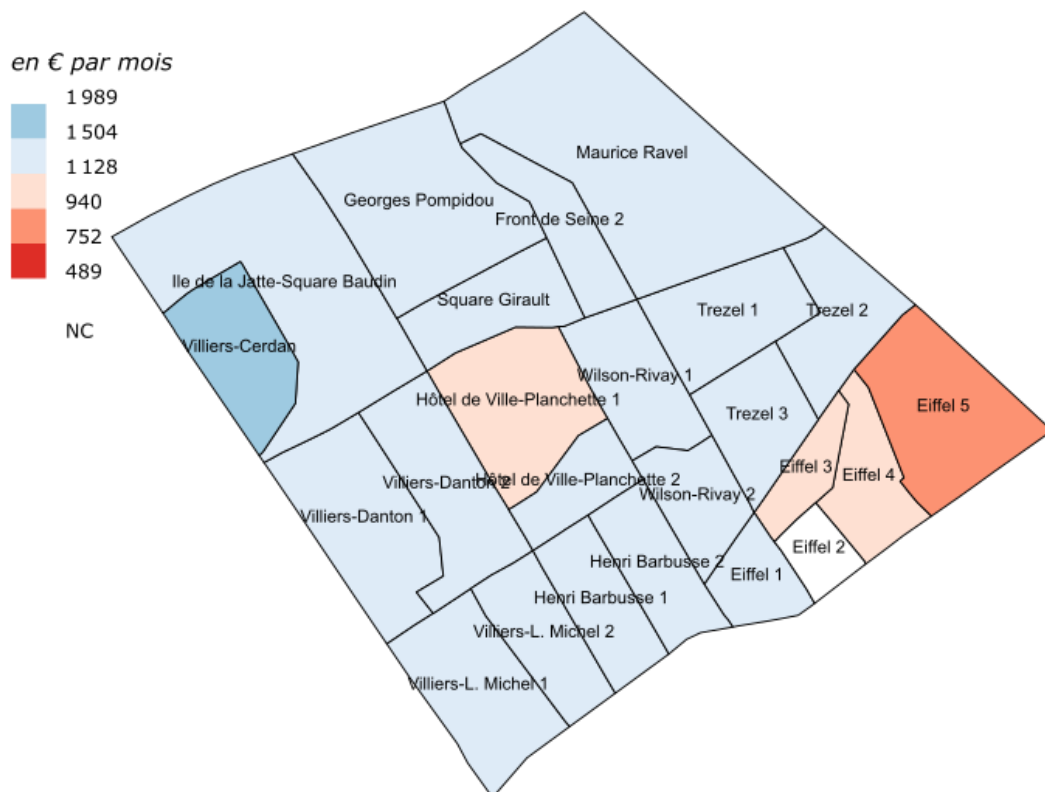 en € par mois
1 989
1 504
1 128
940
752
489
NC
Maurice Ravel
Georges Pompidou
Front de Seine 2
Ile de la Jatte-Square Baudin
Square Girault
Trezel 1
Trezel 2
Villiers-Cerdan
Wilson-Rivay 1
Hôtel de Ville-Planchette 1
Eiffel 5
Trezel 3
Eiffel 3
Eiffel 4
Villiers-Danton 2
Hôtel de Ville-Planchette 2
Wilson-Rivay 2
Villiers-Danton 1
Eiffel 2
Henri Barbusse 2
Eiffel 1
Henri Barbusse 1
Villiers-L. Michel 2
Villiers-L. Michel 1